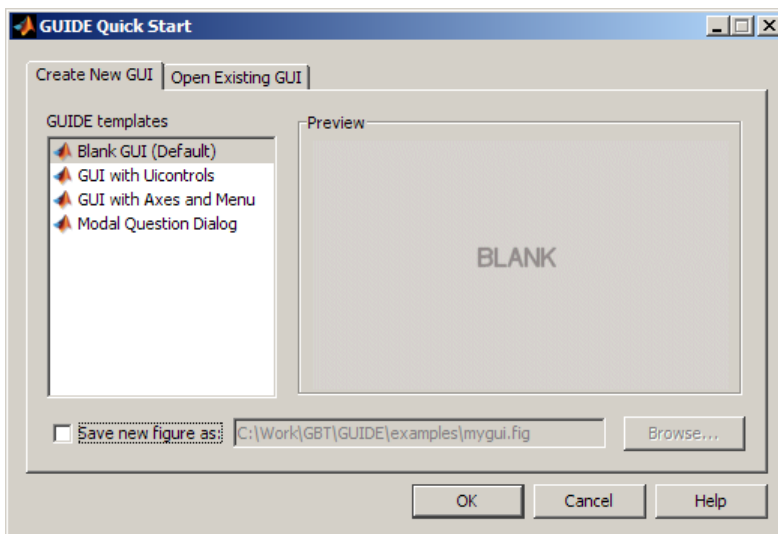 GUIDE Quick Start
Create New GUI
Open Existing GUI
GUIDE templates
Blank GUI (Default)
GUI with Uicontrols
GUI with Axes and Menu
Modal Question Dialog
Preview
BLANK
Save new figure as:
C:\Work\GBT\GUIDE\examples\mygui.fig
Browse...
OK
Cancel
Help